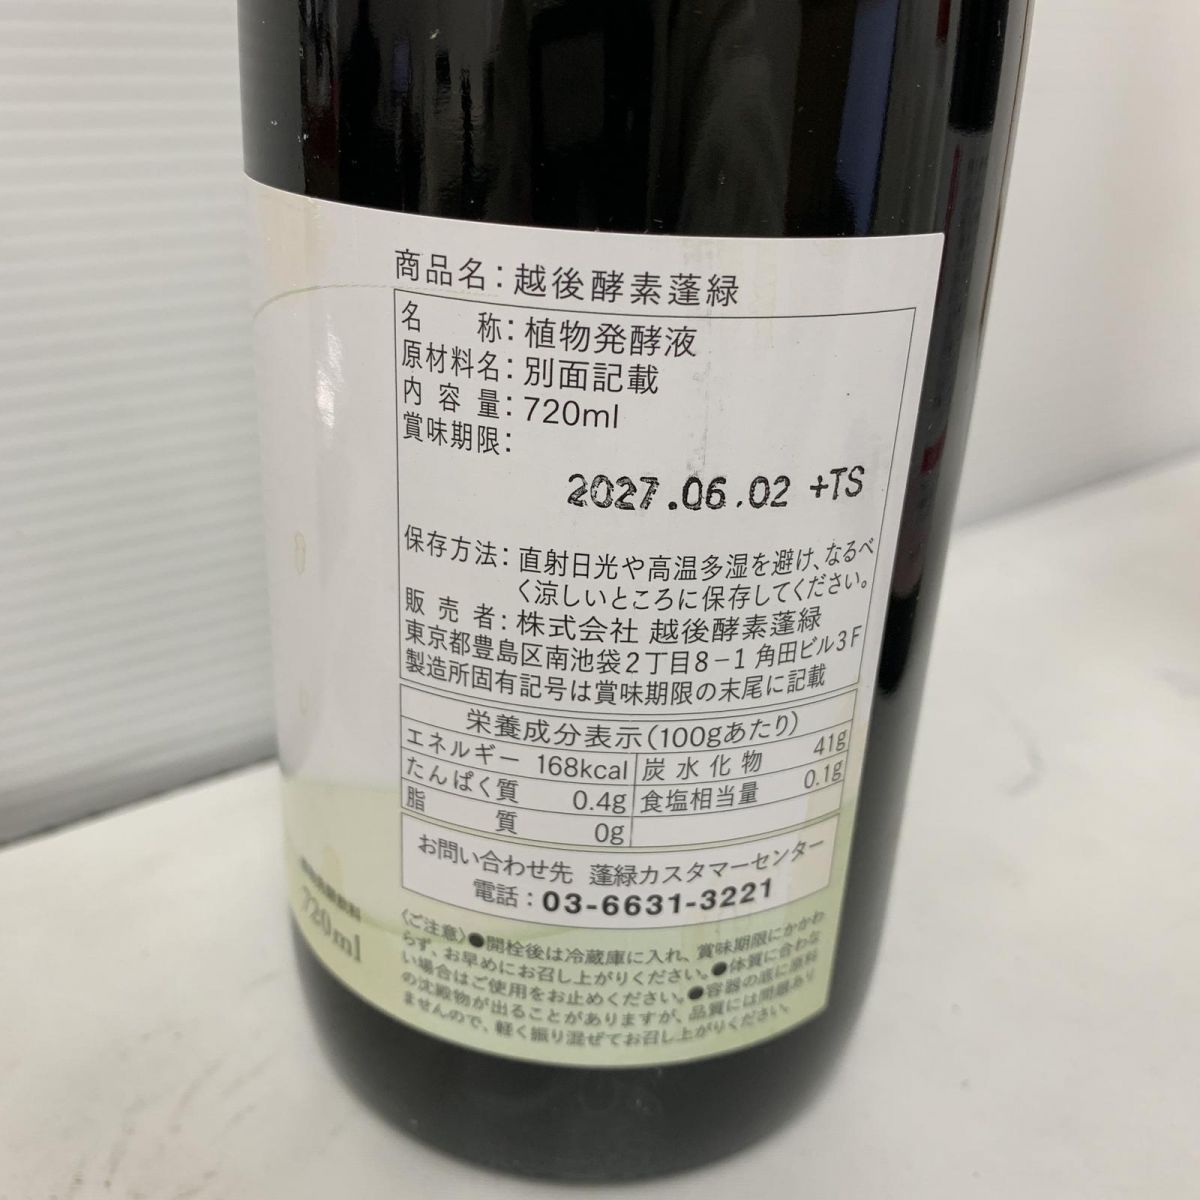 商品名：越後酵素蓬緑
名　称：植物発酵液
原材料名：別面記載
内容量：720ml
賞味期限：
2027.06.02 +TS
保存方法：直射日光や高温多湿を避け、なるべ
く涼しいところに保存してください。
販売者：株式会社 越後酵素蓬緑
東京都豊島区南池袋2丁目8-1 角田ビル3F
製造所固有記号は賞味期限の末尾に記載
栄養成分表示(100gあたり)
エネルギー 168kcal 炭水化物 41g
たんぱく質 0.4g 食塩相当量 0.1g
脂質 0g
お問い合わせ先 蓬緑カスタマーセンター
電話：03-6631-3221
〈ご注意〉●開栓後は冷蔵庫に入れ、賞味期限にかかわ
らず、お早めにお召し上がりください。●体質に合わな
い場合はご使用をお止めください。●容器の底に原料
の沈殿物が出ることがありますが、品質には問題あり
ませんので、軽く振り混ぜてお召し上がりください。
720ml